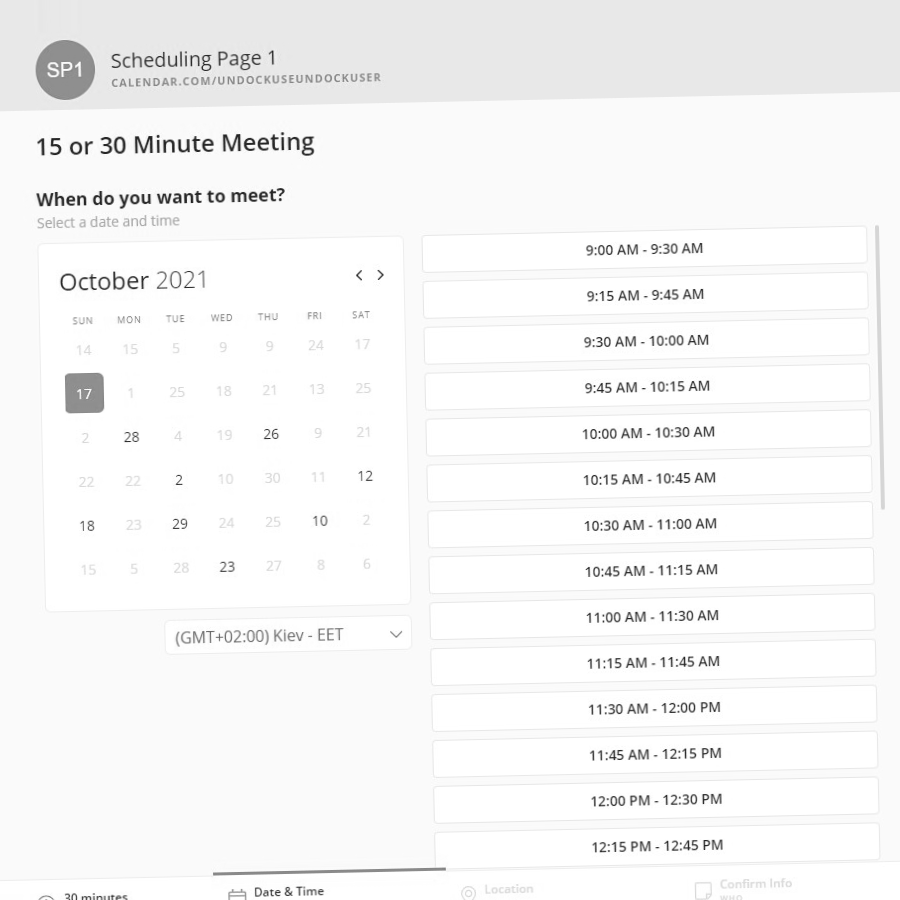 SP1
Scheduling Page 1
CALENDAR.COM/UNDOCKUSEUNDOCKUSER
15 or 30 Minute Meeting
When do you want to meet?
Select a date and time
October 2021
SUN MON TUE WED THU FRI SAT
14 15 5 9 9 24 17
17 1 25 18 21 13 25
2 28 4 19 26 9 21
22 22 2 10 30 11 12
18 23 29 24 25 10 2
15 5 28 23 27 8 6
(GMT+02:00) Kiev - EET
9:00 AM - 9:30 AM
9:15 AM - 9:45 AM
9:30 AM - 10:00 AM
9:45 AM - 10:15 AM
10:00 AM - 10:30 AM
10:15 AM - 10:45 AM
10:30 AM - 11:00 AM
10:45 AM - 11:15 AM
11:00 AM - 11:30 AM
11:15 AM - 11:45 AM
11:30 AM - 12:00 PM
11:45 AM - 12:15 PM
12:00 PM - 12:30 PM
12:15 PM - 12:45 PM
30 minutes
Date & Time
Location
Confirm Info
WHO